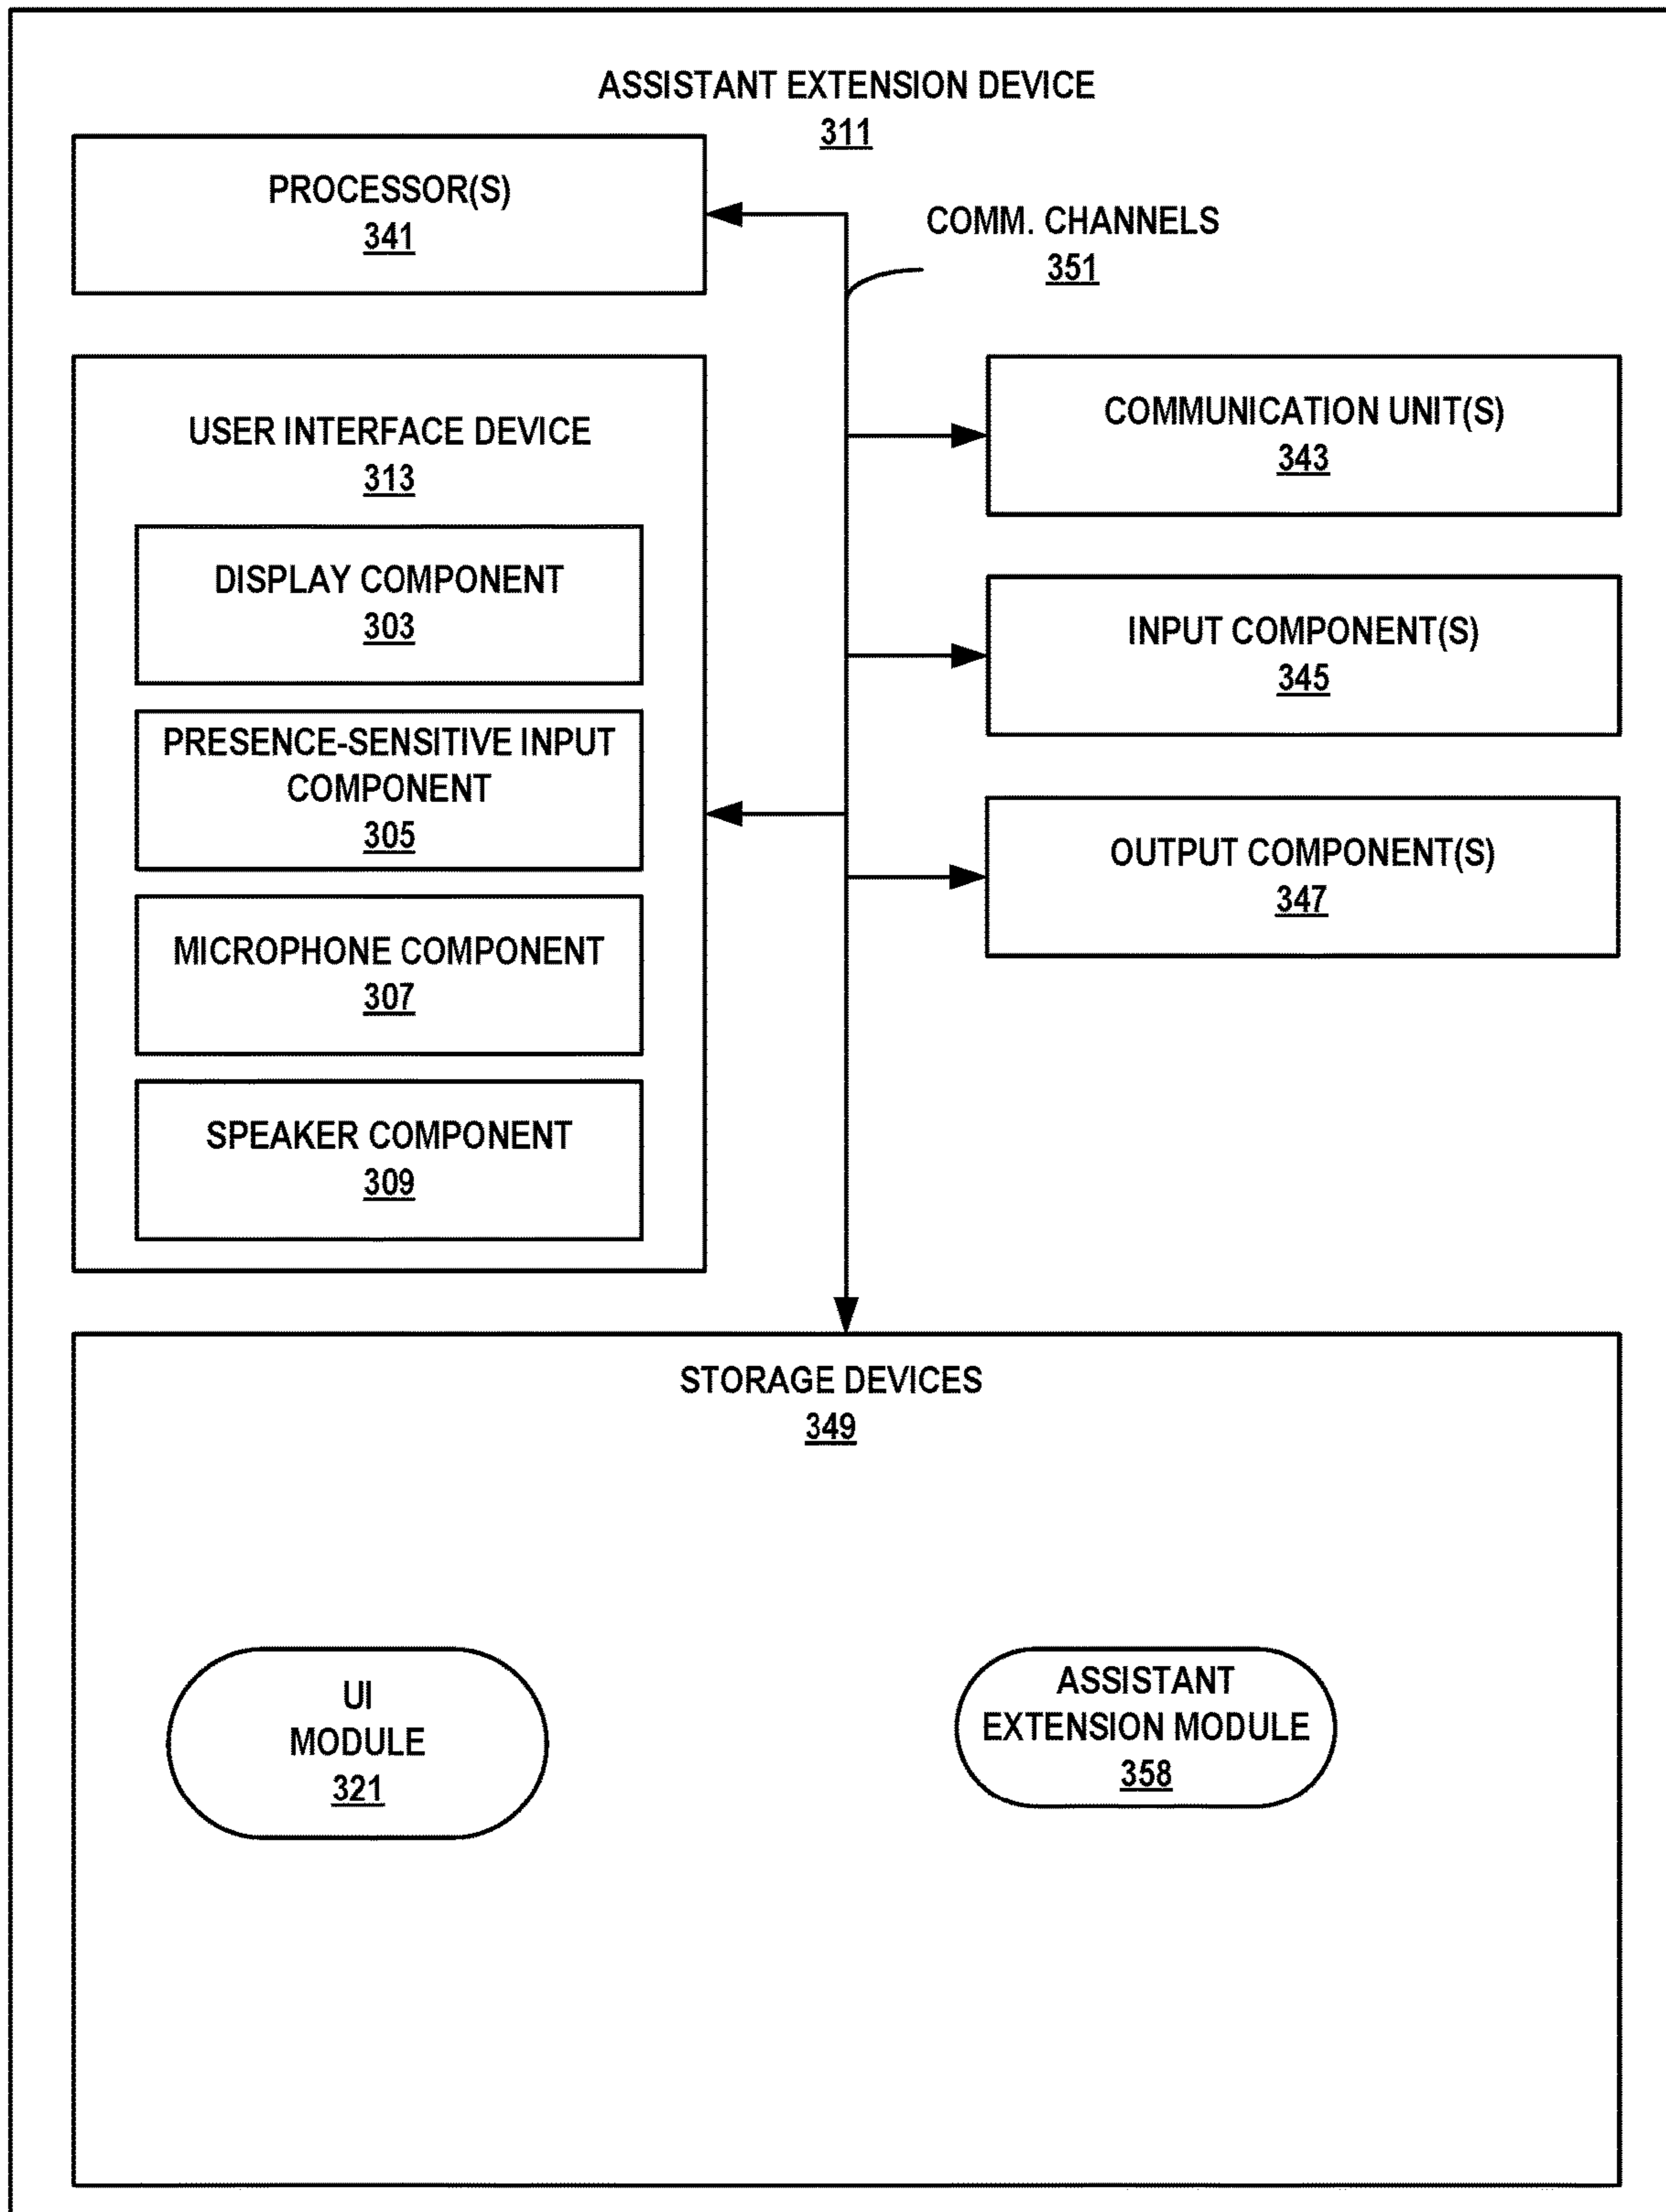 ASSISTANT EXTENSION DEVICE
311
PROCESSOR(S)
341
COMM. CHANNELS
351
USER INTERFACE DEVICE
313
DISPLAY COMPONENT
303
PRESENCE-SENSITIVE INPUT
COMPONENT
305
MICROPHONE COMPONENT
307
SPEAKER COMPONENT
309
COMMUNICATION UNIT(S)
343
INPUT COMPONENT(S)
345
OUTPUT COMPONENT(S)
347
STORAGE DEVICES
349
UI
MODULE
321
ASSISTANT
EXTENSION MODULE
358